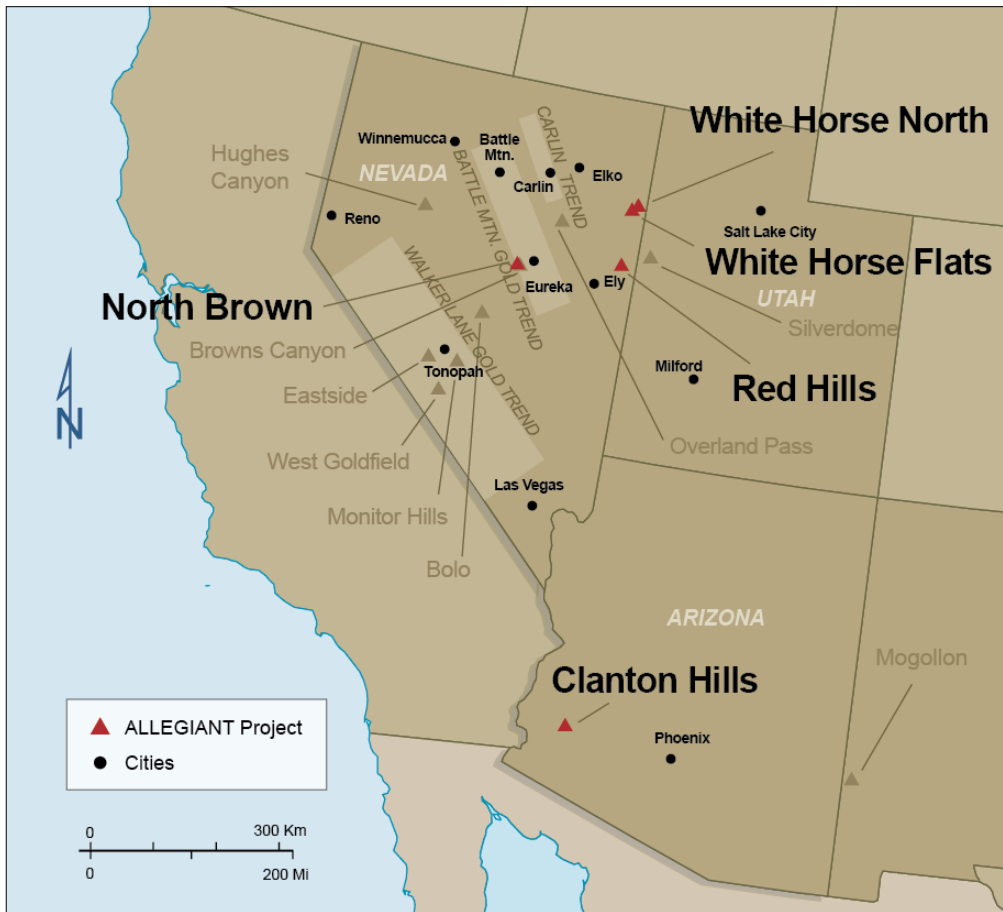 White Horse North
Winnemucca
Battle
Mtn.
CARLIN TREND
Hughes
Canyon
NEVADA
BATTLE MTN. GOLD TREND
Carlin
Elko
Reno
Salt Lake City
WALKER LANE GOLD TREND
White Horse Flats
North Brown
Eureka
Ely
UTAH
Silverdome
Browns Canyon
Tonopah
Milford
Eastside
Red Hills
N
Overland Pass
West Goldfield
Las Vegas
Monitor Hills
Bolo
ARIZONA
Mogollon
Clanton Hills
ALLEGIANT Project
Phoenix
Cities
0 300 Km
0 200 Mi